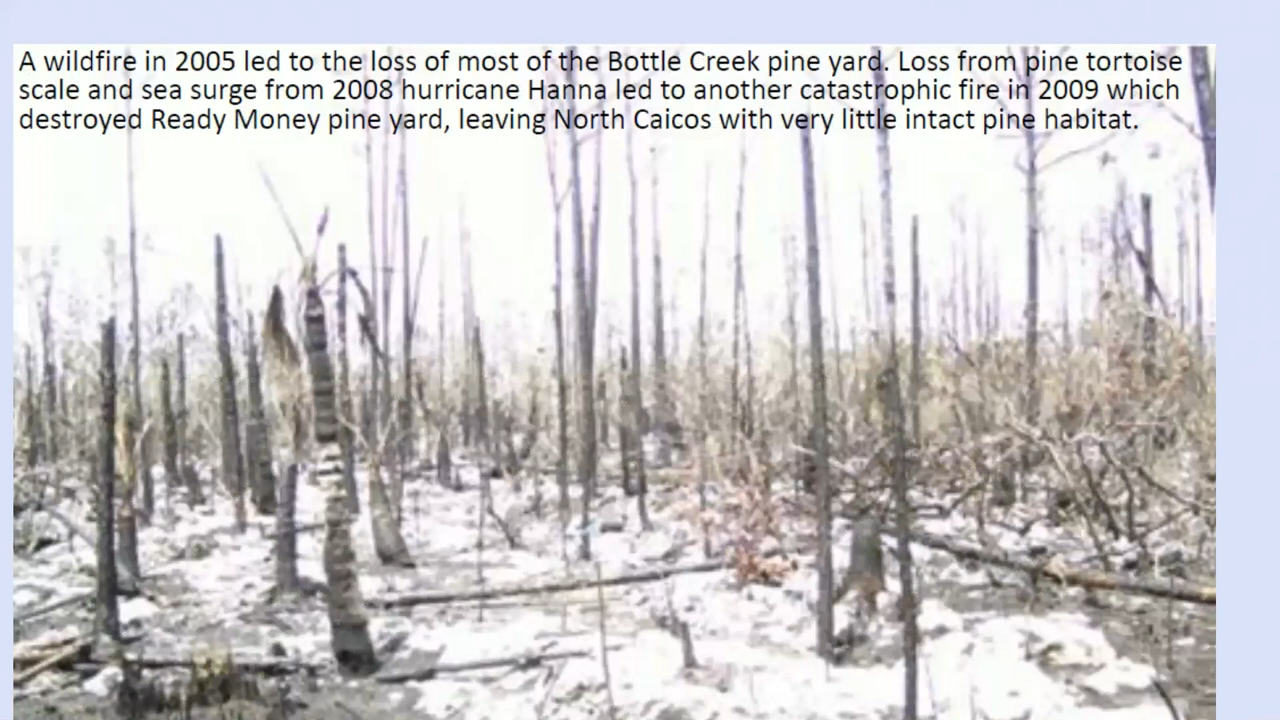 A wildfire in 2005 led to the loss of most of the Bottle Creek pine yard. Loss from pine tortoise
scale and sea surge from 2008 hurricane Hanna led to another catastrophic fire in 2009 which
destroyed Ready Money pine yard, leaving North Caicos with very little intact pine habitat.